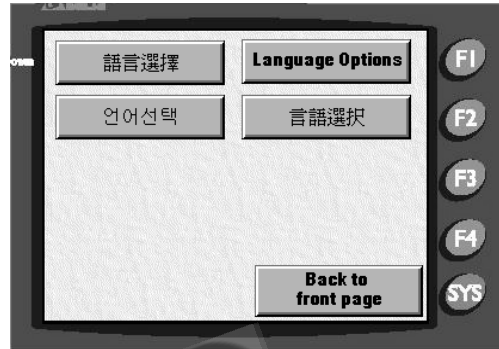 語言選擇
Language Options
언어선택
言語選択
Back to
front page
F1
F2
F3
F4
SYS